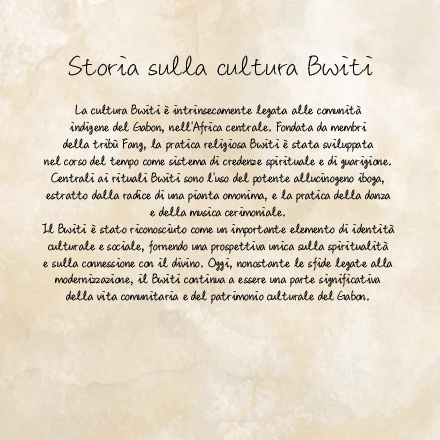 Storia sulla cultura Bwiti
La cultura Bwiti è intrinsecamente legata alle comunità
indigene del Gabon, nell'Africa centrale. Fondata da membri
della tribù Fang, la pratica religiosa Bwiti è stata sviluppata
nel corso del tempo come sistema di credenze spirituale e di guarigione.
Centrali ai rituali Bwiti sono l'uso del potente allucinogeno iboga,
estratto dalla radice di una pianta omonima, e la pratica della danza
e della musica cerimoniale.
Il Bwiti è stato riconosciuto come un importante elemento di identità
culturale e sociale, fornendo una prospettiva unica sulla spiritualità
e sulla connessione con il divino. Oggi, nonostante le sfide legate alla
modernizzazione, il Bwiti continua a essere una parte significativa
della vita comunitaria e del patrimonio culturale del Gabon.